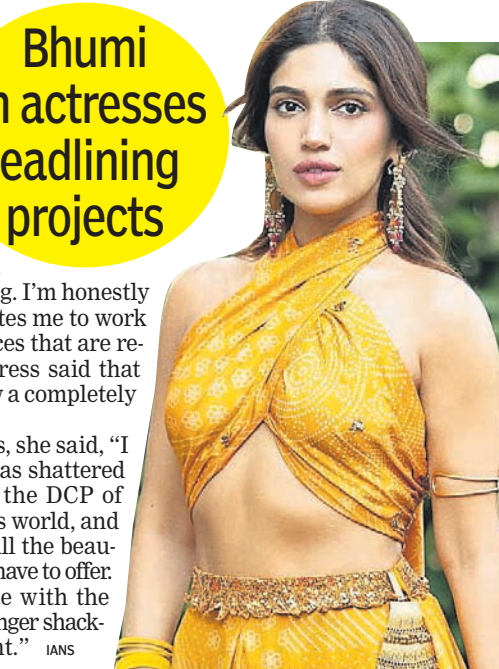 Bhumi
n actresses
eadlining
projects
g. I'm honestly
tes me to work
ces that are re-
ress said that
a completely
s, she said, “I
as shattered
the DCP of
s world, and
ll the beau-
have to offer.
e with the
nger shack-
nt.” IANS